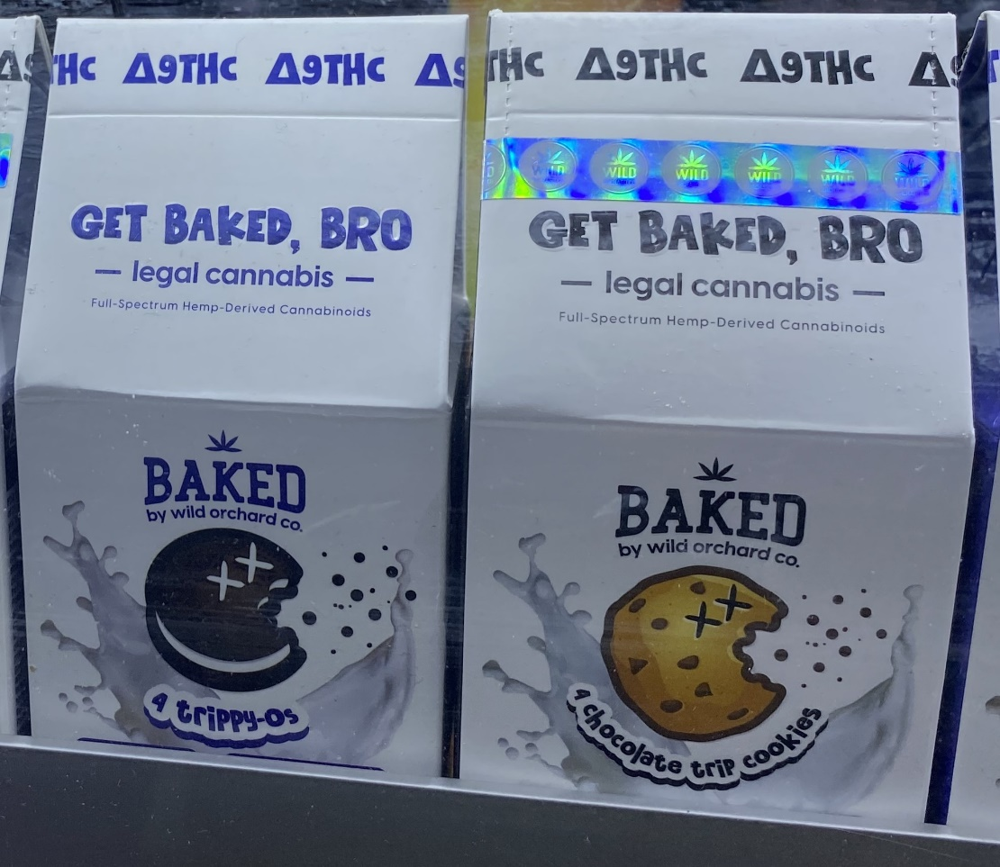 Δ9THC Δ9THC
GET BAKED, BRO
— legal cannabis —
Full-Spectrum Hemp-Derived Cannabinoids
BAKED
by wild orchard co.
4 trippy-os
Δ9THC Δ9THC
WILD WILD WILD WILD WILD
GET BAKED, BRO
— legal cannabis —
Full-Spectrum Hemp-Derived Cannabinoids
BAKED
by wild orchard co.
4 chocolate trip cookies